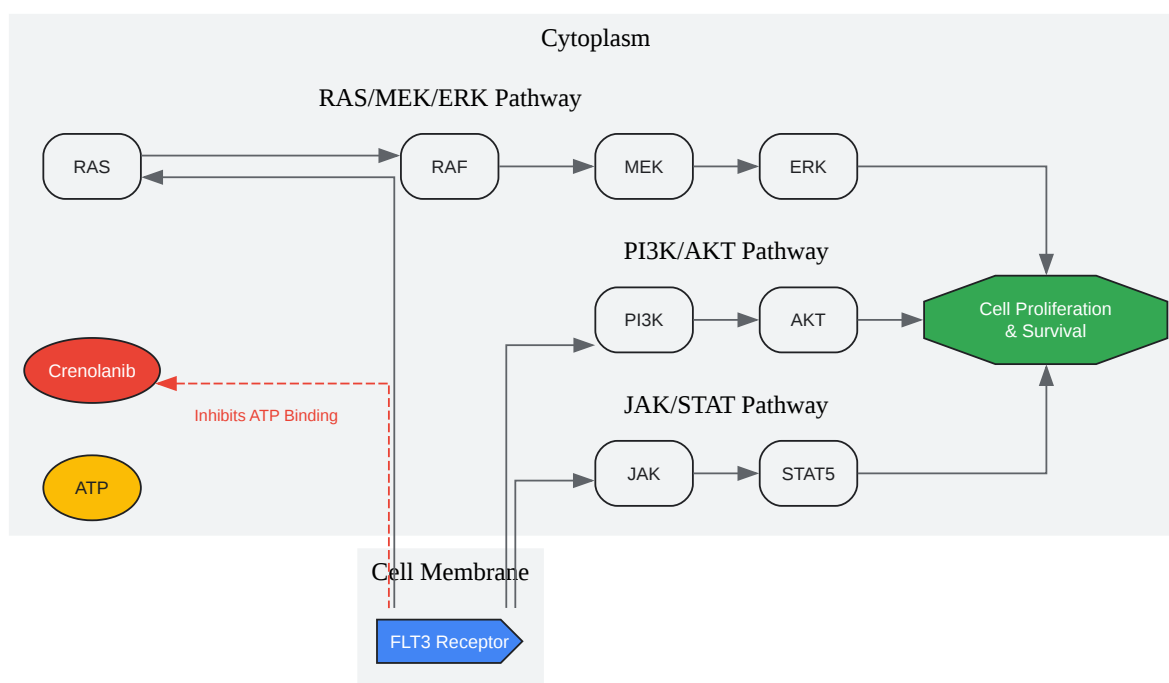 Cytoplasm
RAS/MEK/ERK Pathway
RAS
RAF
MEK
ERK
PI3K/AKT Pathway
PI3K
AKT
Cell Proliferation
& Survival
Crenolanib
Inhibits ATP Binding
JAK/STAT Pathway
JAK
STAT5
ATP
Cell Membrane
FLT3 Receptor